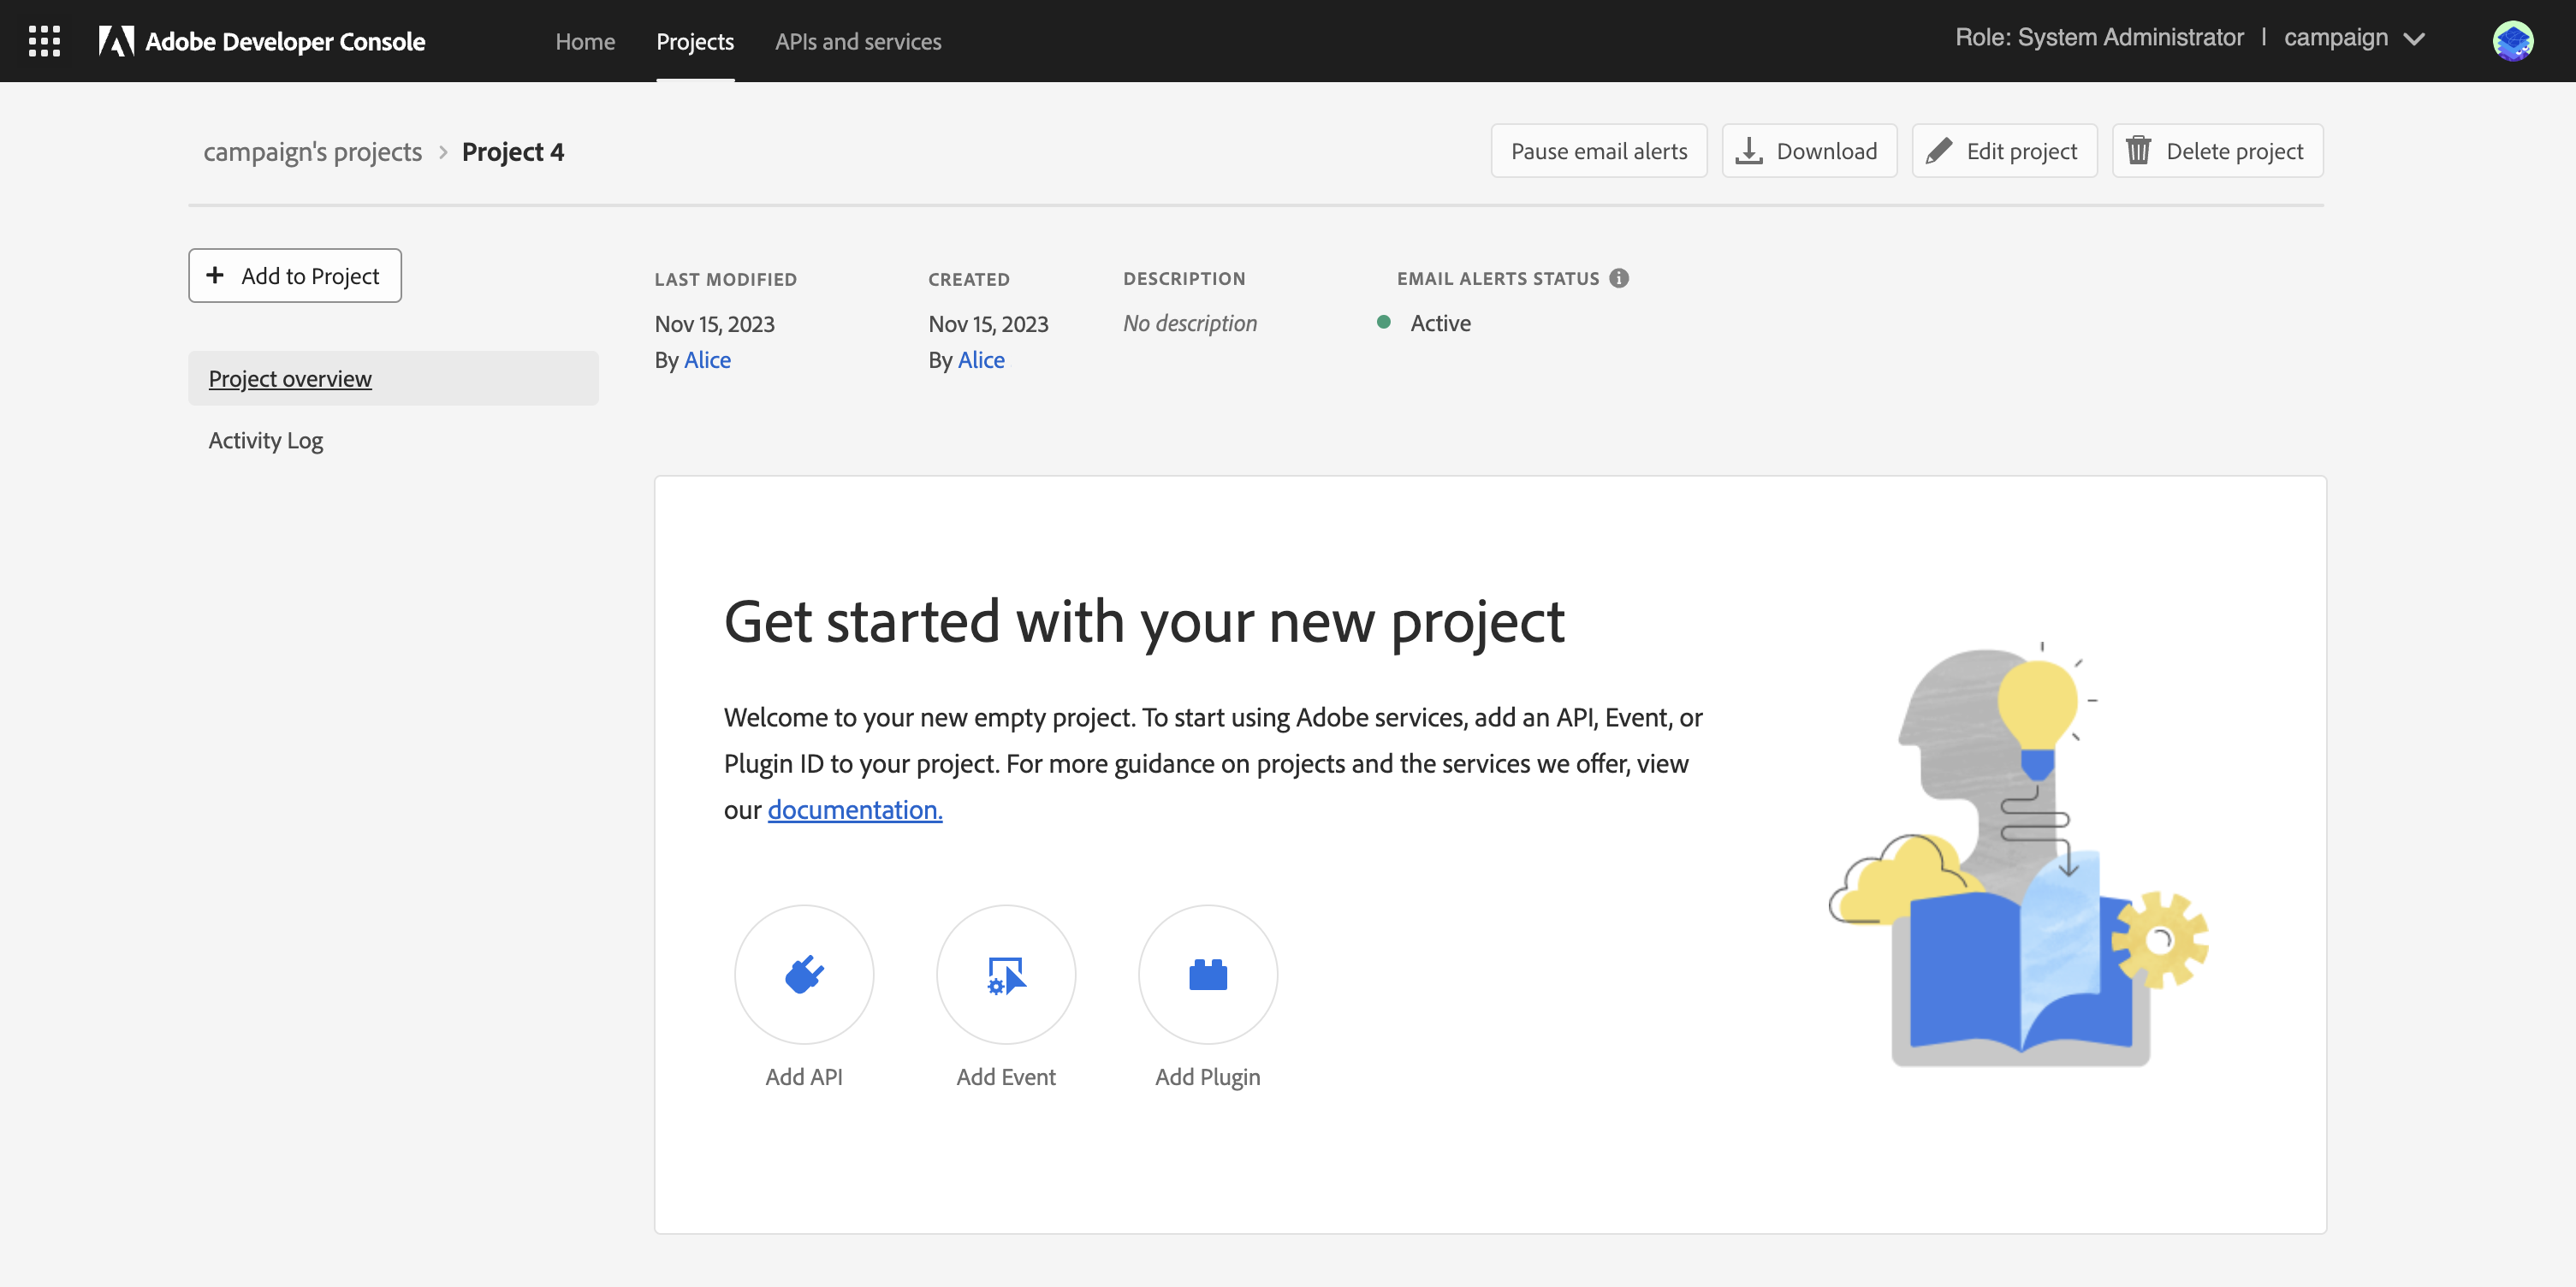 Adobe Developer Console
Home
Projects
APIs and services
Role: System Administrator | campaign
campaign's projects > Project 4
Pause email alerts
Download
Edit project
Delete project
+ Add to Project
Project overview
Activity Log
LAST MODIFIED
Nov 15, 2023
By Alice
CREATED
Nov 15, 2023
By Alice
DESCRIPTION
No description
EMAIL ALERTS STATUS
Active
Get started with your new project
Welcome to your new empty project. To start using Adobe services, add an API, Event, or
Plugin ID to your project. For more guidance on projects and the services we offer, view
our documentation.
Add API
Add Event
Add Plugin